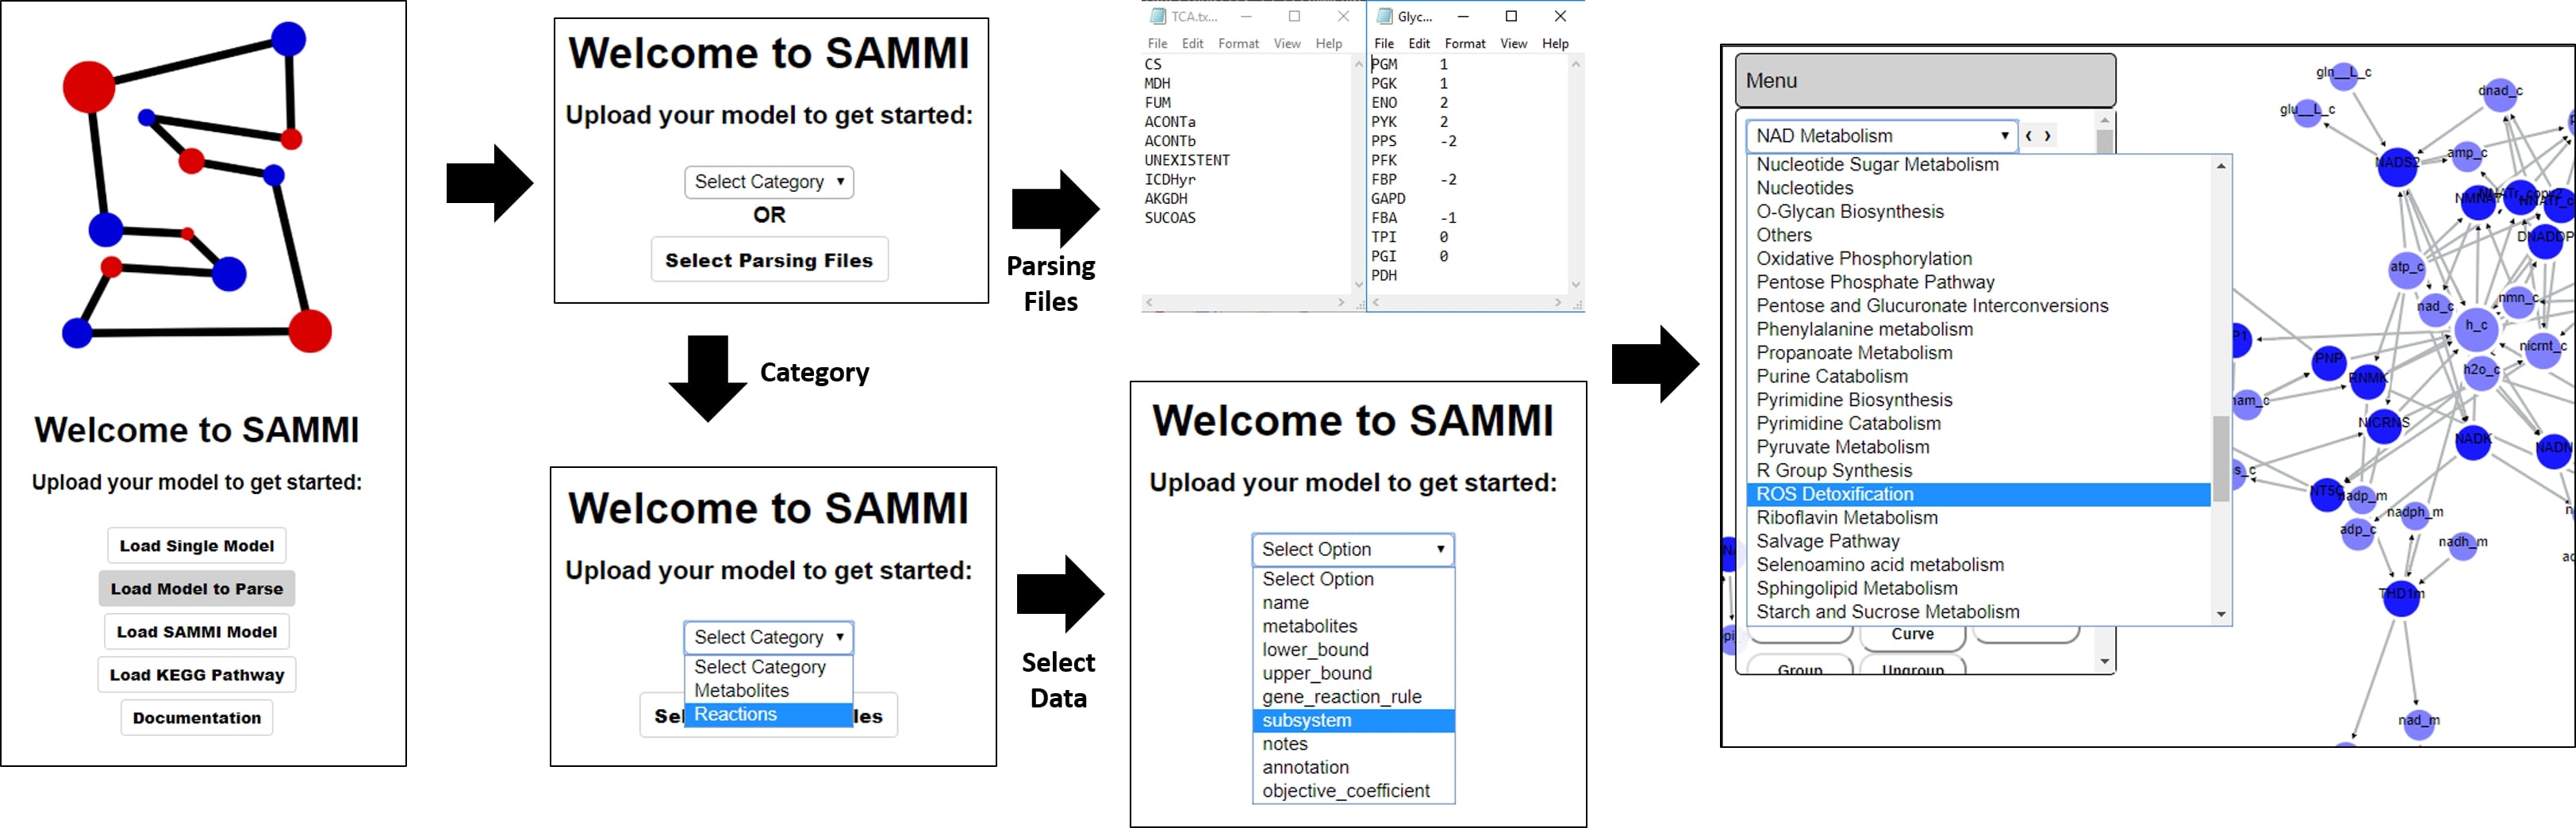 Welcome to SAMMI
Upload your model to get started:
Load Single Model
Load Model to Parse
Load SAMMI Model
Load KEGG Pathway
Documentation
Welcome to SAMMI
Upload your model to get started:
Select Category
OR
Select Parsing Files
Category
Welcome to SAMMI
Upload your model to get started:
Select Category
Select Category
Metabolites
Reactions
Sel
les
Parsing
Files
TCA.tx...
File Edit Format View Help
CS
MDH
FUM
ACONTa
ACONTb
UNEXISTENT
ICDHyr
AKGDH
SUCOAS
Glyc...
File Edit Format View Help
PGM 1
PGK 1
ENO 2
PYK 2
PPS -2
PFK
FBP -2
GAPD
FBA -1
TPI 0
PGI 0
PDH
Select
Data
Welcome to SAMMI
Upload your model to get started:
Select Option
Select Option
name
metabolites
lower_bound
upper_bound
gene_reaction_rule
subsystem
notes
annotation
objective_coefficient
Menu
NAD Metabolism
Nucleotide Sugar Metabolism
Nucleotides
O-Glycan Biosynthesis
Others
Oxidative Phosphorylation
Pentose Phosphate Pathway
Pentose and Glucuronate Interconversions
Phenylalanine metabolism
Propanoate Metabolism
Purine Catabolism
Pyrimidine Biosynthesis
Pyrimidine Catabolism
Pyruvate Metabolism
R Group Synthesis
ROS Detoxification
Riboflavin Metabolism
Salvage Pathway
Selenoamino acid metabolism
Sphingolipid Metabolism
Starch and Sucrose Metabolism
Curve
Group
Ungroup
gln__L_c
glu__L_c
dnad_c
NADS2
amp_c
atp_c
nad_c
nmn_c
h_c
nicrnt_c
h2o_c
PNP
RNMK
NICRNS
NADK
nadp_m
adp_c
nadph_m
nadh_m
THD1m
nad_m